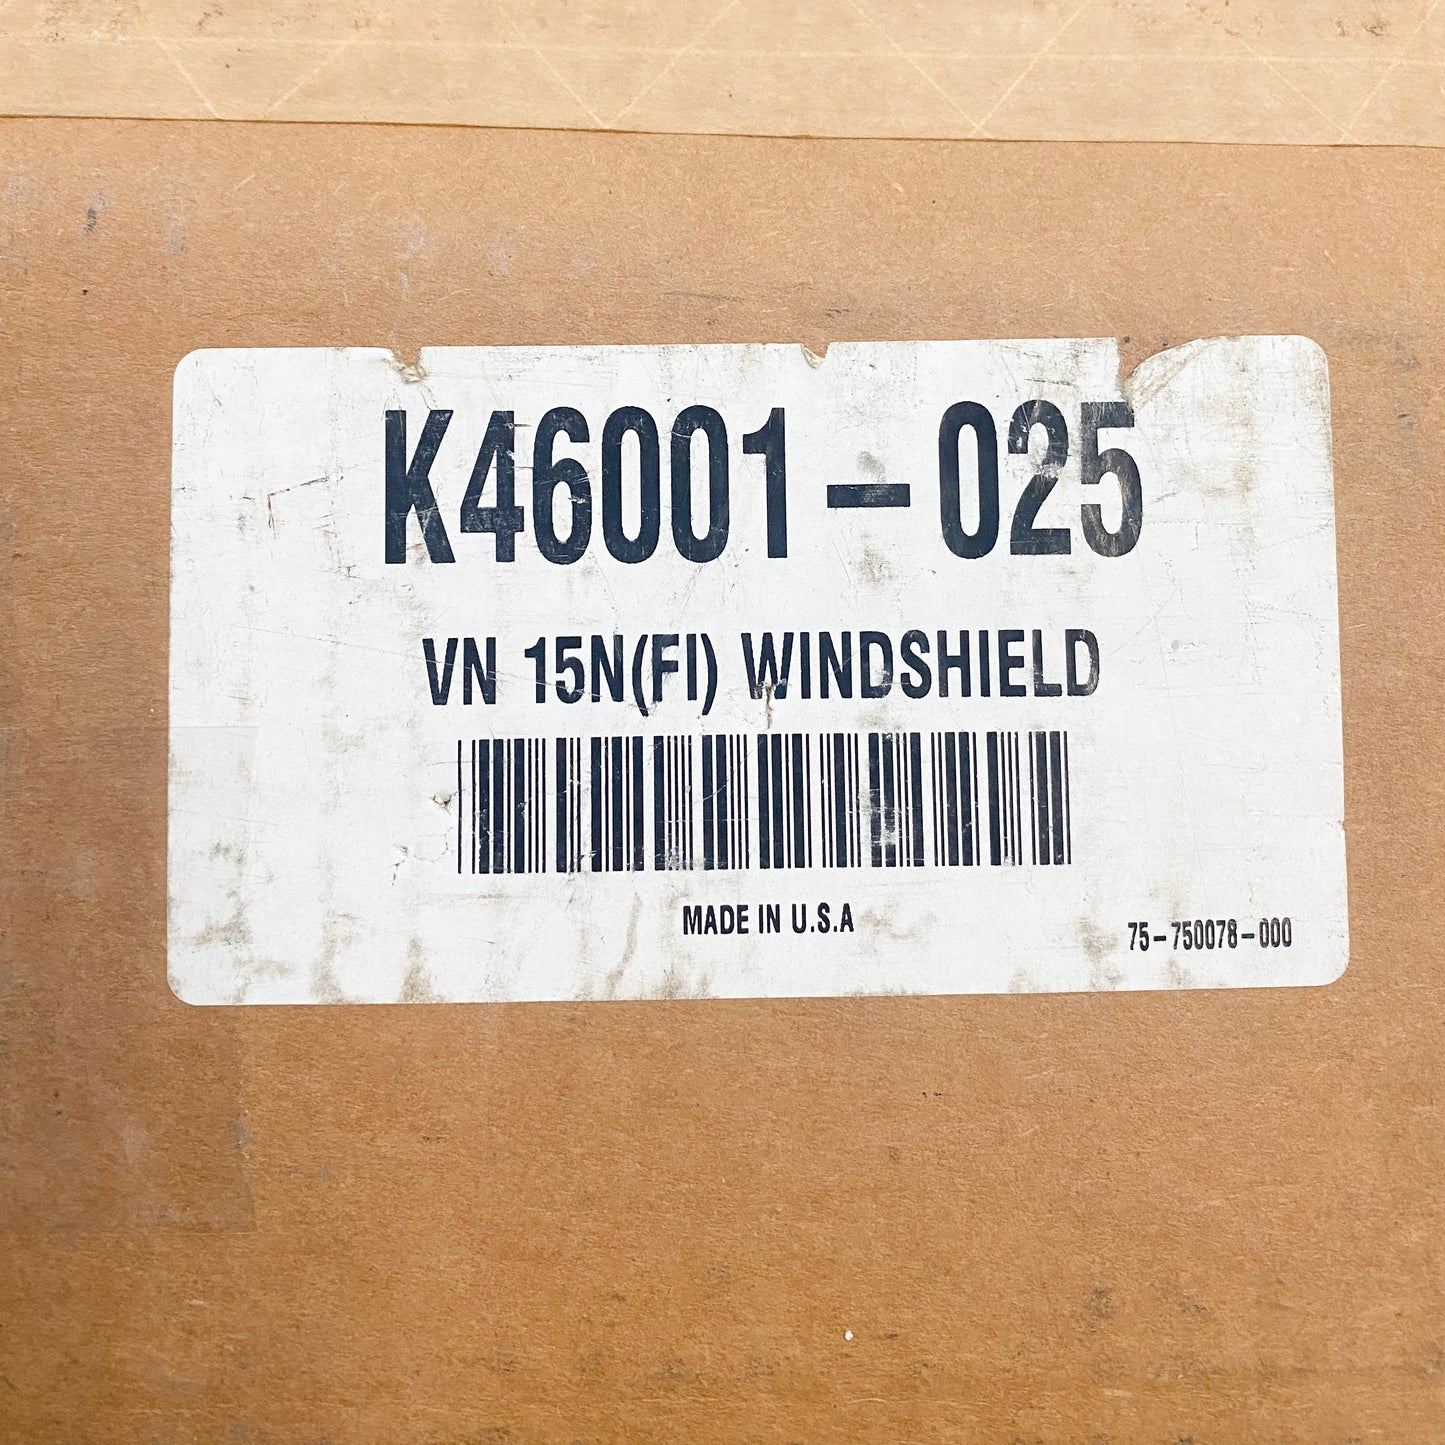 K46001-025
VN 15N(FI) WINDSHIELD
MADE IN U.S.A
75-750078-000